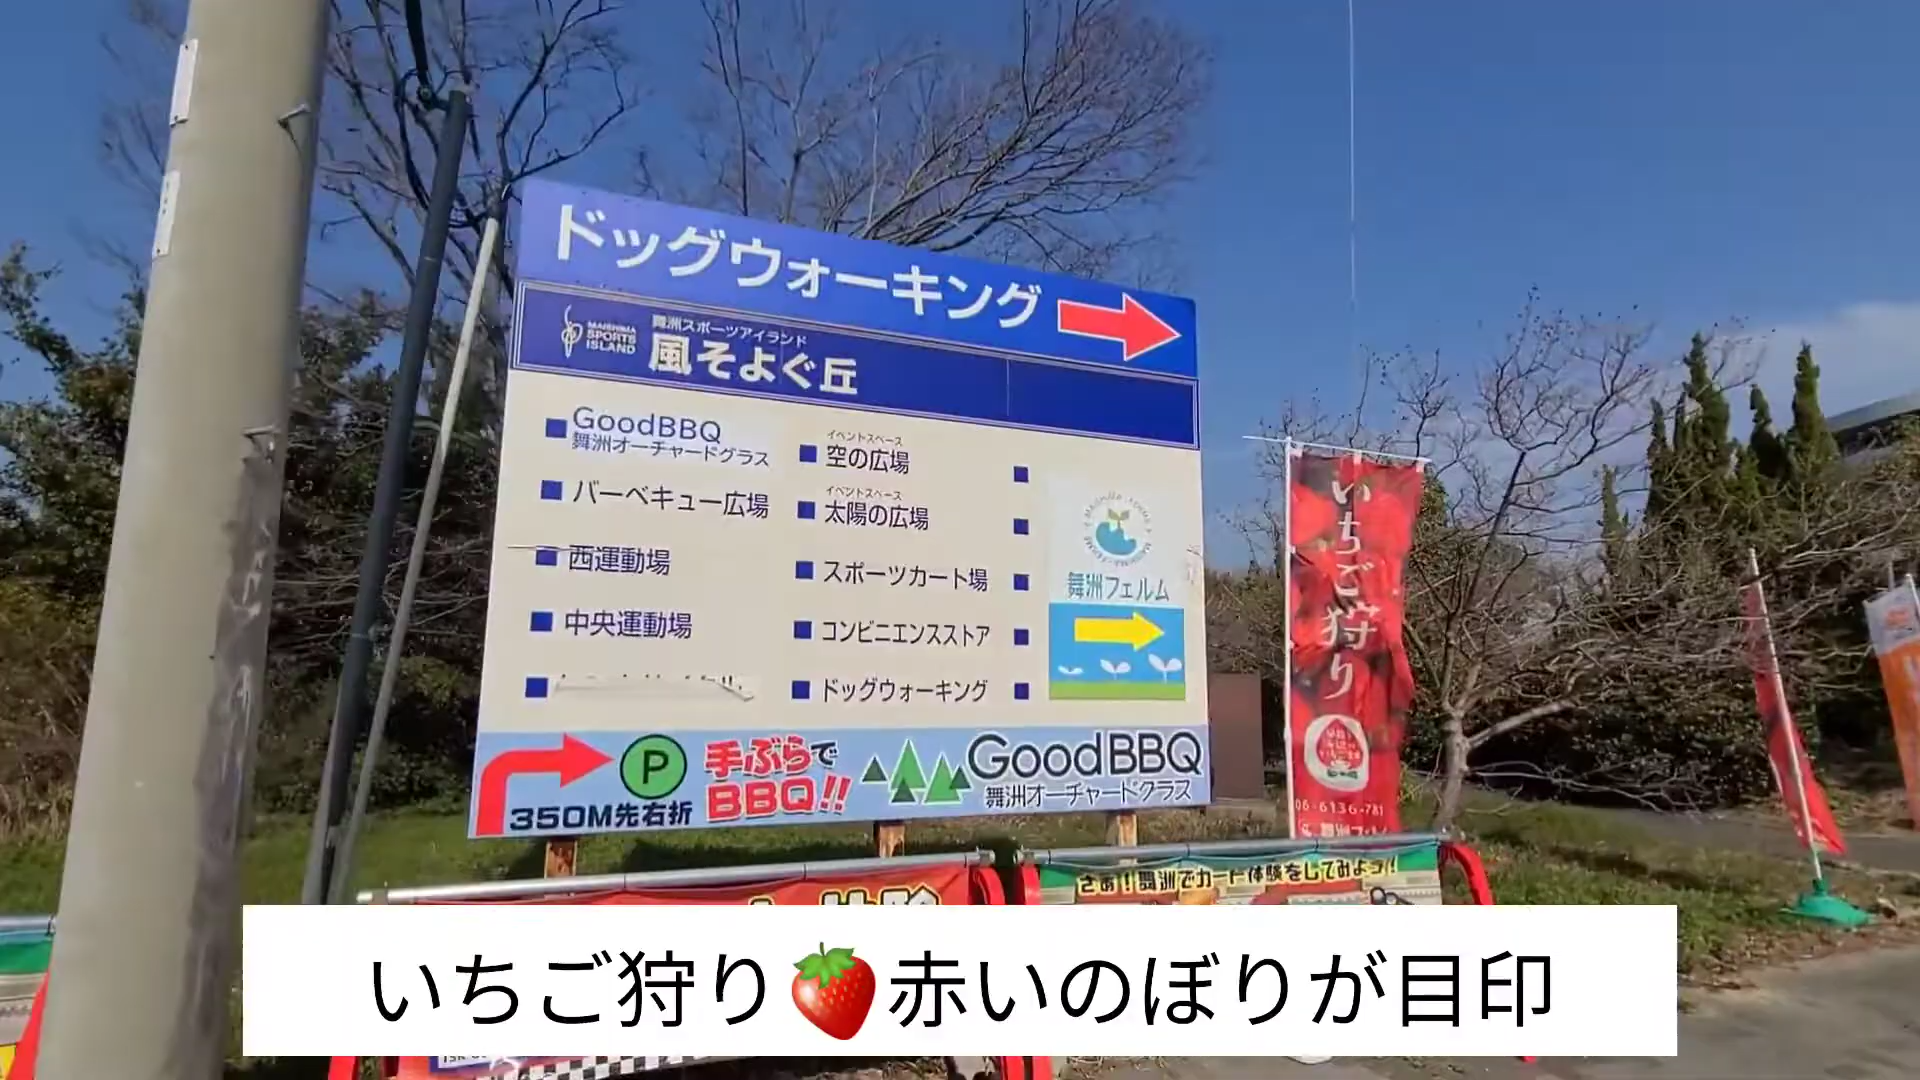 ドッグウォーキング
MAISHIMA
SPORTS
ISLAND
舞洲スポーツアイランド
風そよぐ丘
GoodBBQ
舞洲オーチャードグラス
バーベキュー広場
西運動場
中央運動場
イベントスペース
空の広場
イベントスペース
太陽の広場
スポーツカート場
コンビニエンスストア
ドッグウォーキング
舞洲フェルム
350M先右折
P
手ぶらで
BBQ!!
GoodBBQ
舞洲オーチャードグラス
いちご狩り
06-6136-781
さあ！舞洲でカート体験をしてみよう！
いちご狩り🍓赤いのぼりが目印